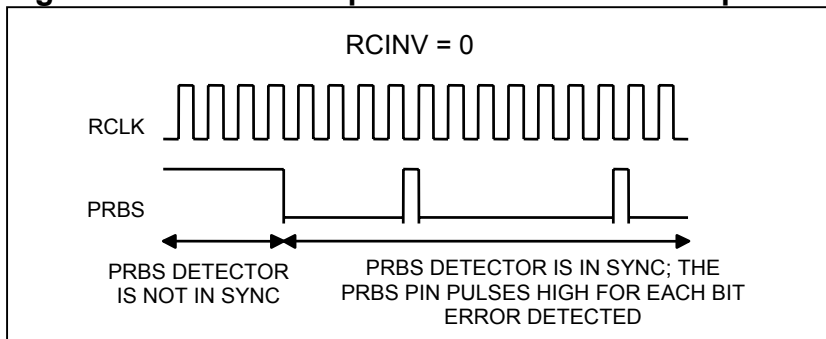 RCINV = 0
RCLK
PRBS
PRBS DETECTOR
IS NOT IN SYNC
PRBS DETECTOR IS IN SYNC; THE
PRBS PIN PULSES HIGH FOR EACH BIT
ERROR DETECTED